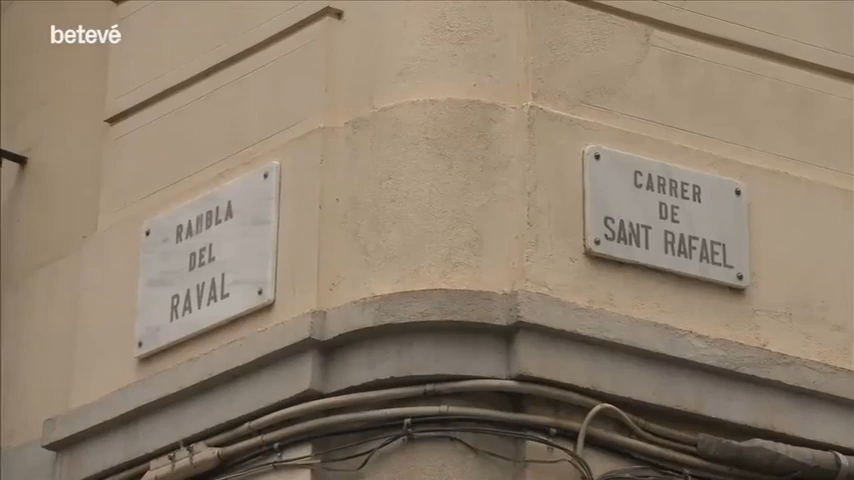 betevé
RAMBLA
DEL
RAVAL
CARRER
DE
SANT RAFAEL